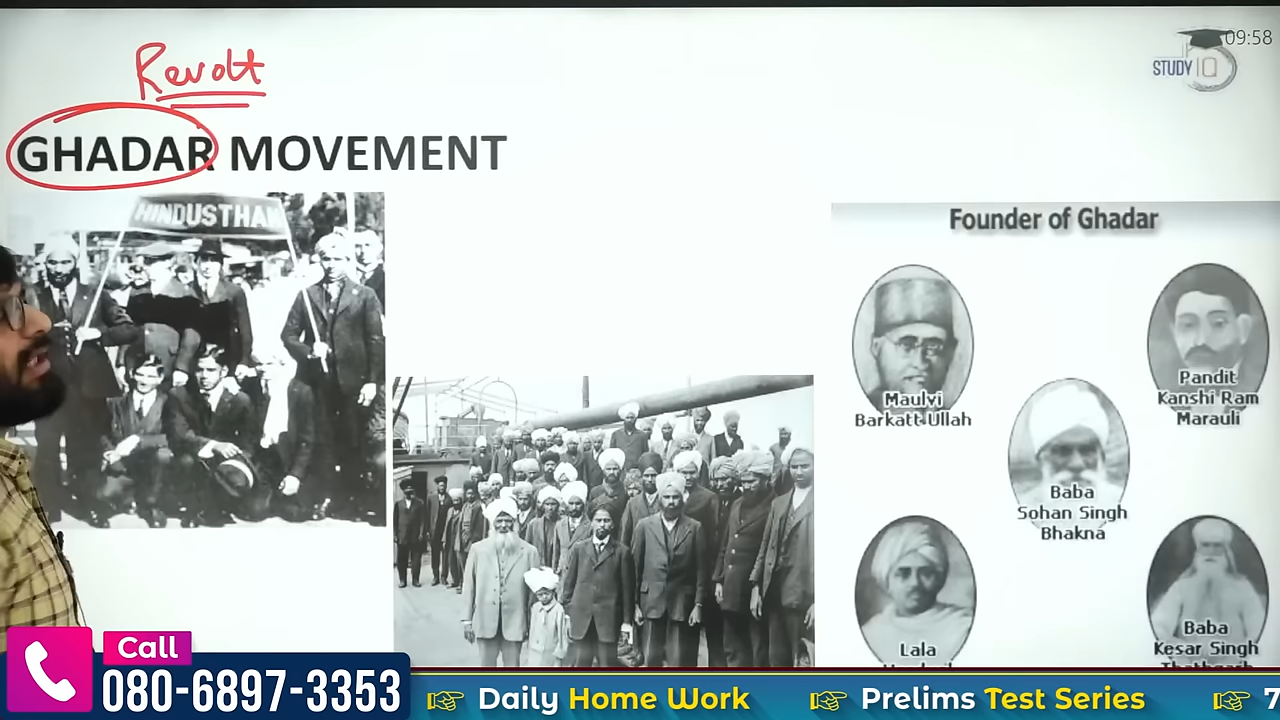 Revolt
09:58
STUDY IQ
GHADAR MOVEMENT
HINDUSTHAN
Founder of Ghadar
Maulvi
Barkatt-Ullah
Pandit
Kanshi Ram
Marauli
Baba
Sohan Singh
Bhakna
Lala
Baba
Kesar Singh
Call
080-6897-3353
Daily Home Work
Prelims Test Series
7